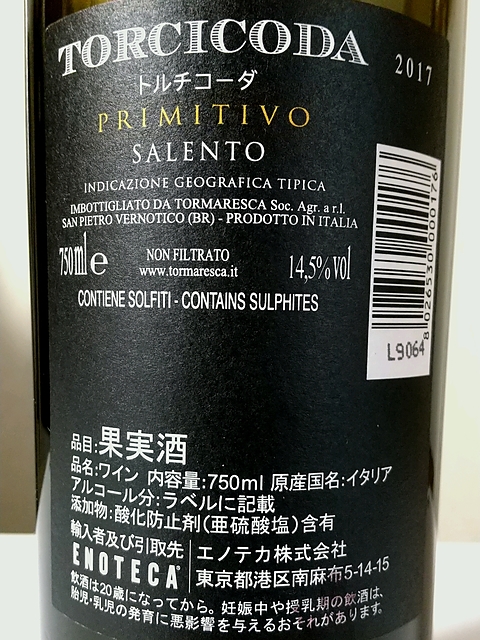 TORCICODA
2017
トルチコーダ
PRIMITIVO
SALENTO
INDICAZIONE GEOGRAFICA TIPICA
IMBOTTIGLIATO DA TORMARESCA Soc. Agr. a r.l.
SAN PIETRO VERNOTICO (BR) - PRODOTTO IN ITALIA
750 ml e
NON FILTRATO
www.tormaresca.it
14,5% vol
CONTIENE SOLFITI - CONTAINS SULPHITES
8 026530 000176
L9064
品目:果実酒
品名:ワイン 内容量:750ml 原産国名:イタリア
アルコール分:ラベルに記載
添加物:酸化防止剤(亜硫酸塩)含有
輸入者及び引取先
ENOTECA
エノテカ株式会社
東京都港区南麻布5-14-15
飲酒は20歳になってから。妊娠中や授乳期の飲酒は、
胎児・乳児の発育に悪影響を与えるおそれがあります。